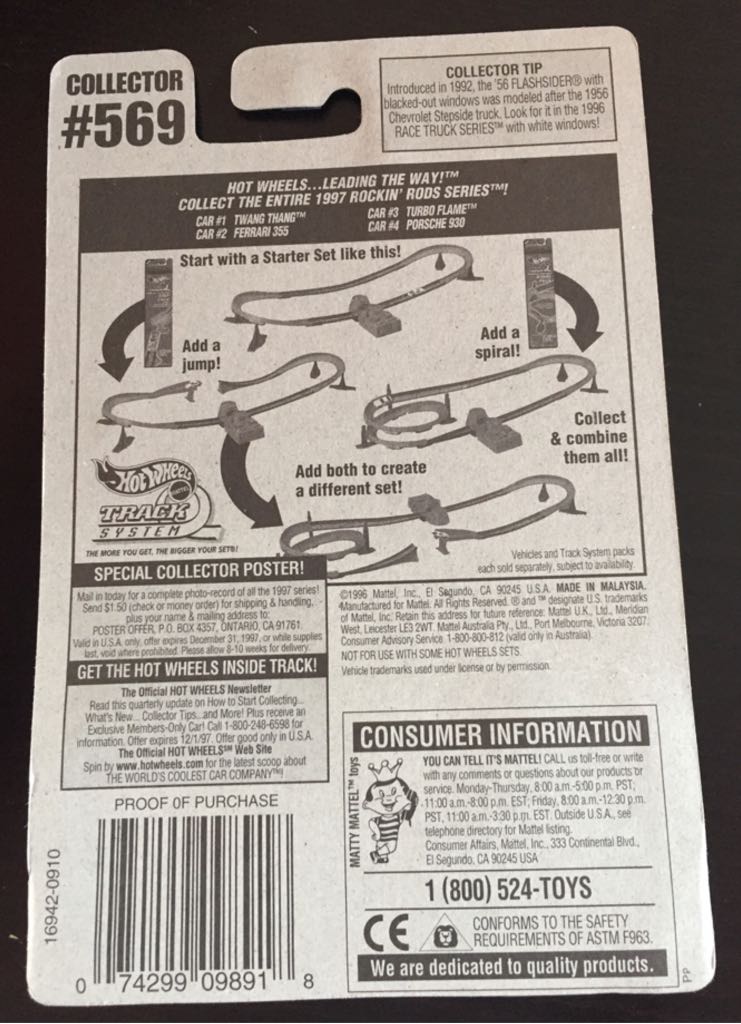 COLLECTOR
#569
COLLECTOR TIP
Introduced in 1992, the '56 FLASHSIDER® with
blacked-out windows was modeled after the 1956
Chevrolet Stepside truck. Look for it in the 1996
RACE TRUCK SERIES™ with white windows!
HOT WHEELS...LEADING THE WAY!™
COLLECT THE ENTIRE 1997 ROCKIN' RODS SERIES™!
CAR #1 TWANG THANG™
CAR #2 FERRARI 355
CAR #3 TURBO FLAME™
CAR #4 PORSCHE 930
Start with a Starter Set like this!
Add a
jump!
Add a
spiral!
Collect
& combine
them all!
Add both to create
a different set!
HOT WHEELS
MATTEL
TRACK
SYSTEM
THE MORE YOU GET, THE BIGGER YOUR SETS!
Vehicles and Track System packs
each sold separately, subject to availability.
SPECIAL COLLECTOR POSTER!
Mail in today for a complete photo-record of all the 1997 series!
Send $1.50 (check or money order) for shipping & handling,
plus your name & mailing address to:
POSTER OFFER, P.O. BOX 4357, ONTARIO, CA 91761.
Valid in U.S.A. only, offer expires December 31, 1997, or while supplies
last, void where prohibited. Please allow 8-10 weeks for delivery.
GET THE HOT WHEELS INSIDE TRACK!
The Official HOT WHEELS Newsletter
Read this quarterly update on How to Start Collecting...
What's New... Collector Tips...and More! Plus receive an
Exclusive Members-Only Car! Call 1-800-248-6598 for
information. Offer expires 12/1/97. Offer good only in U.S.A.
The Official HOT WHEELS℠ Web Site
Spin by www.hotwheels.com for the latest scoop about
THE WORLD'S COOLEST CAR COMPANY™!
©1996 Mattel, Inc., El Segundo, CA 90245 U.S.A. MADE IN MALAYSIA.
Manufactured for Mattel. All Rights Reserved. ® and ™ designate U.S. trademarks
of Mattel, Inc. Retain this address for future reference: Mattel U.K., Ltd., Meridian
West, Leicester LE3 2WT. Mattel Australia Pty., Ltd., Port Melbourne, Victoria 3207.
Consumer Advisory Service 1-800-800-812 (valid only in Australia).
NOT FOR USE WITH SOME HOT WHEELS SETS.
Vehicle trademarks used under license or by permission.
CONSUMER INFORMATION
MATTY MATTEL™ toys
YOU CAN TELL IT'S MATTEL! CALL us toll-free or write
with any comments or questions about our products or
service. Monday-Thursday, 8:00 a.m.-5:00 p.m. PST;
11:00 a.m.-8:00 p.m. EST; Friday, 8:00 a.m.-12:30 p.m.
PST, 11:00 a.m.-3:30 p.m. EST. Outside U.S.A., see
telephone directory for Mattel listing.
Consumer Affairs, Mattel, Inc., 333 Continental Blvd.,
El Segundo, CA 90245 USA
1 (800) 524-TOYS
CE
CONFORMS TO THE SAFETY
REQUIREMENTS OF ASTM F963.
We are dedicated to quality products.
PP
PROOF OF PURCHASE
16942-0910
0 74299 09891 8